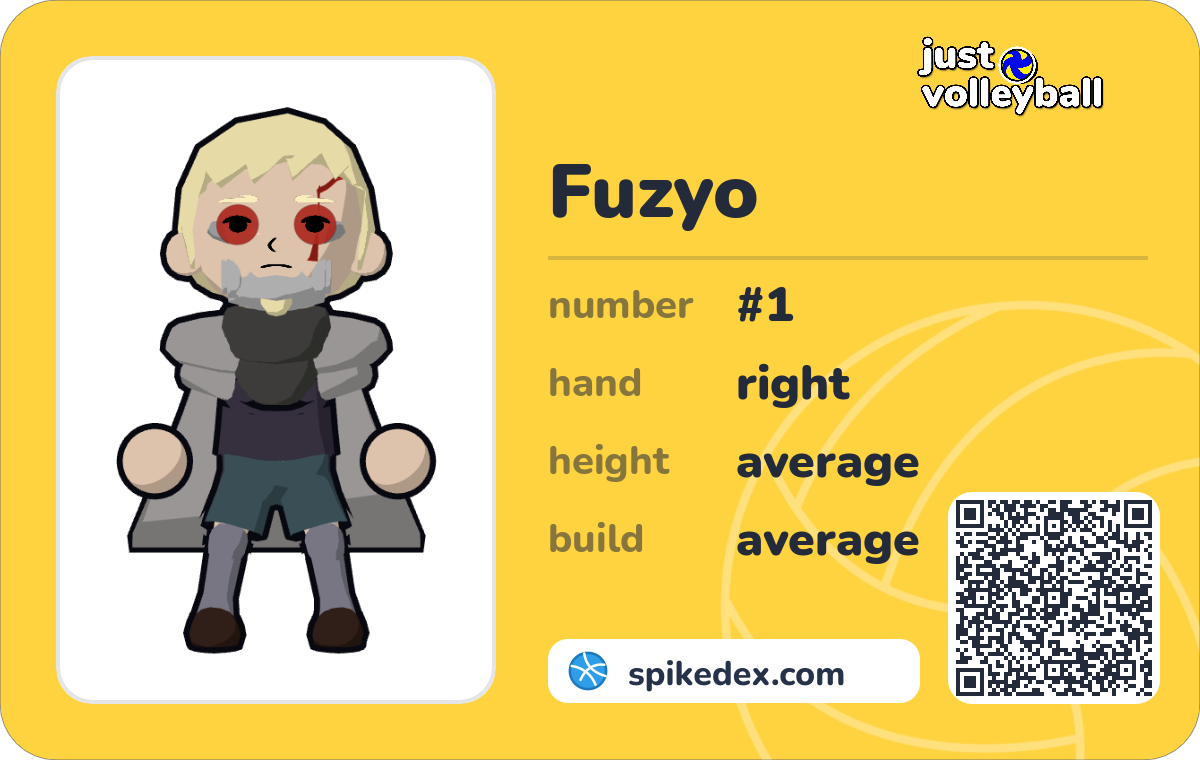 just
volleyball
Fuzyo
number #1
hand right
height average
build average
spikedex.com